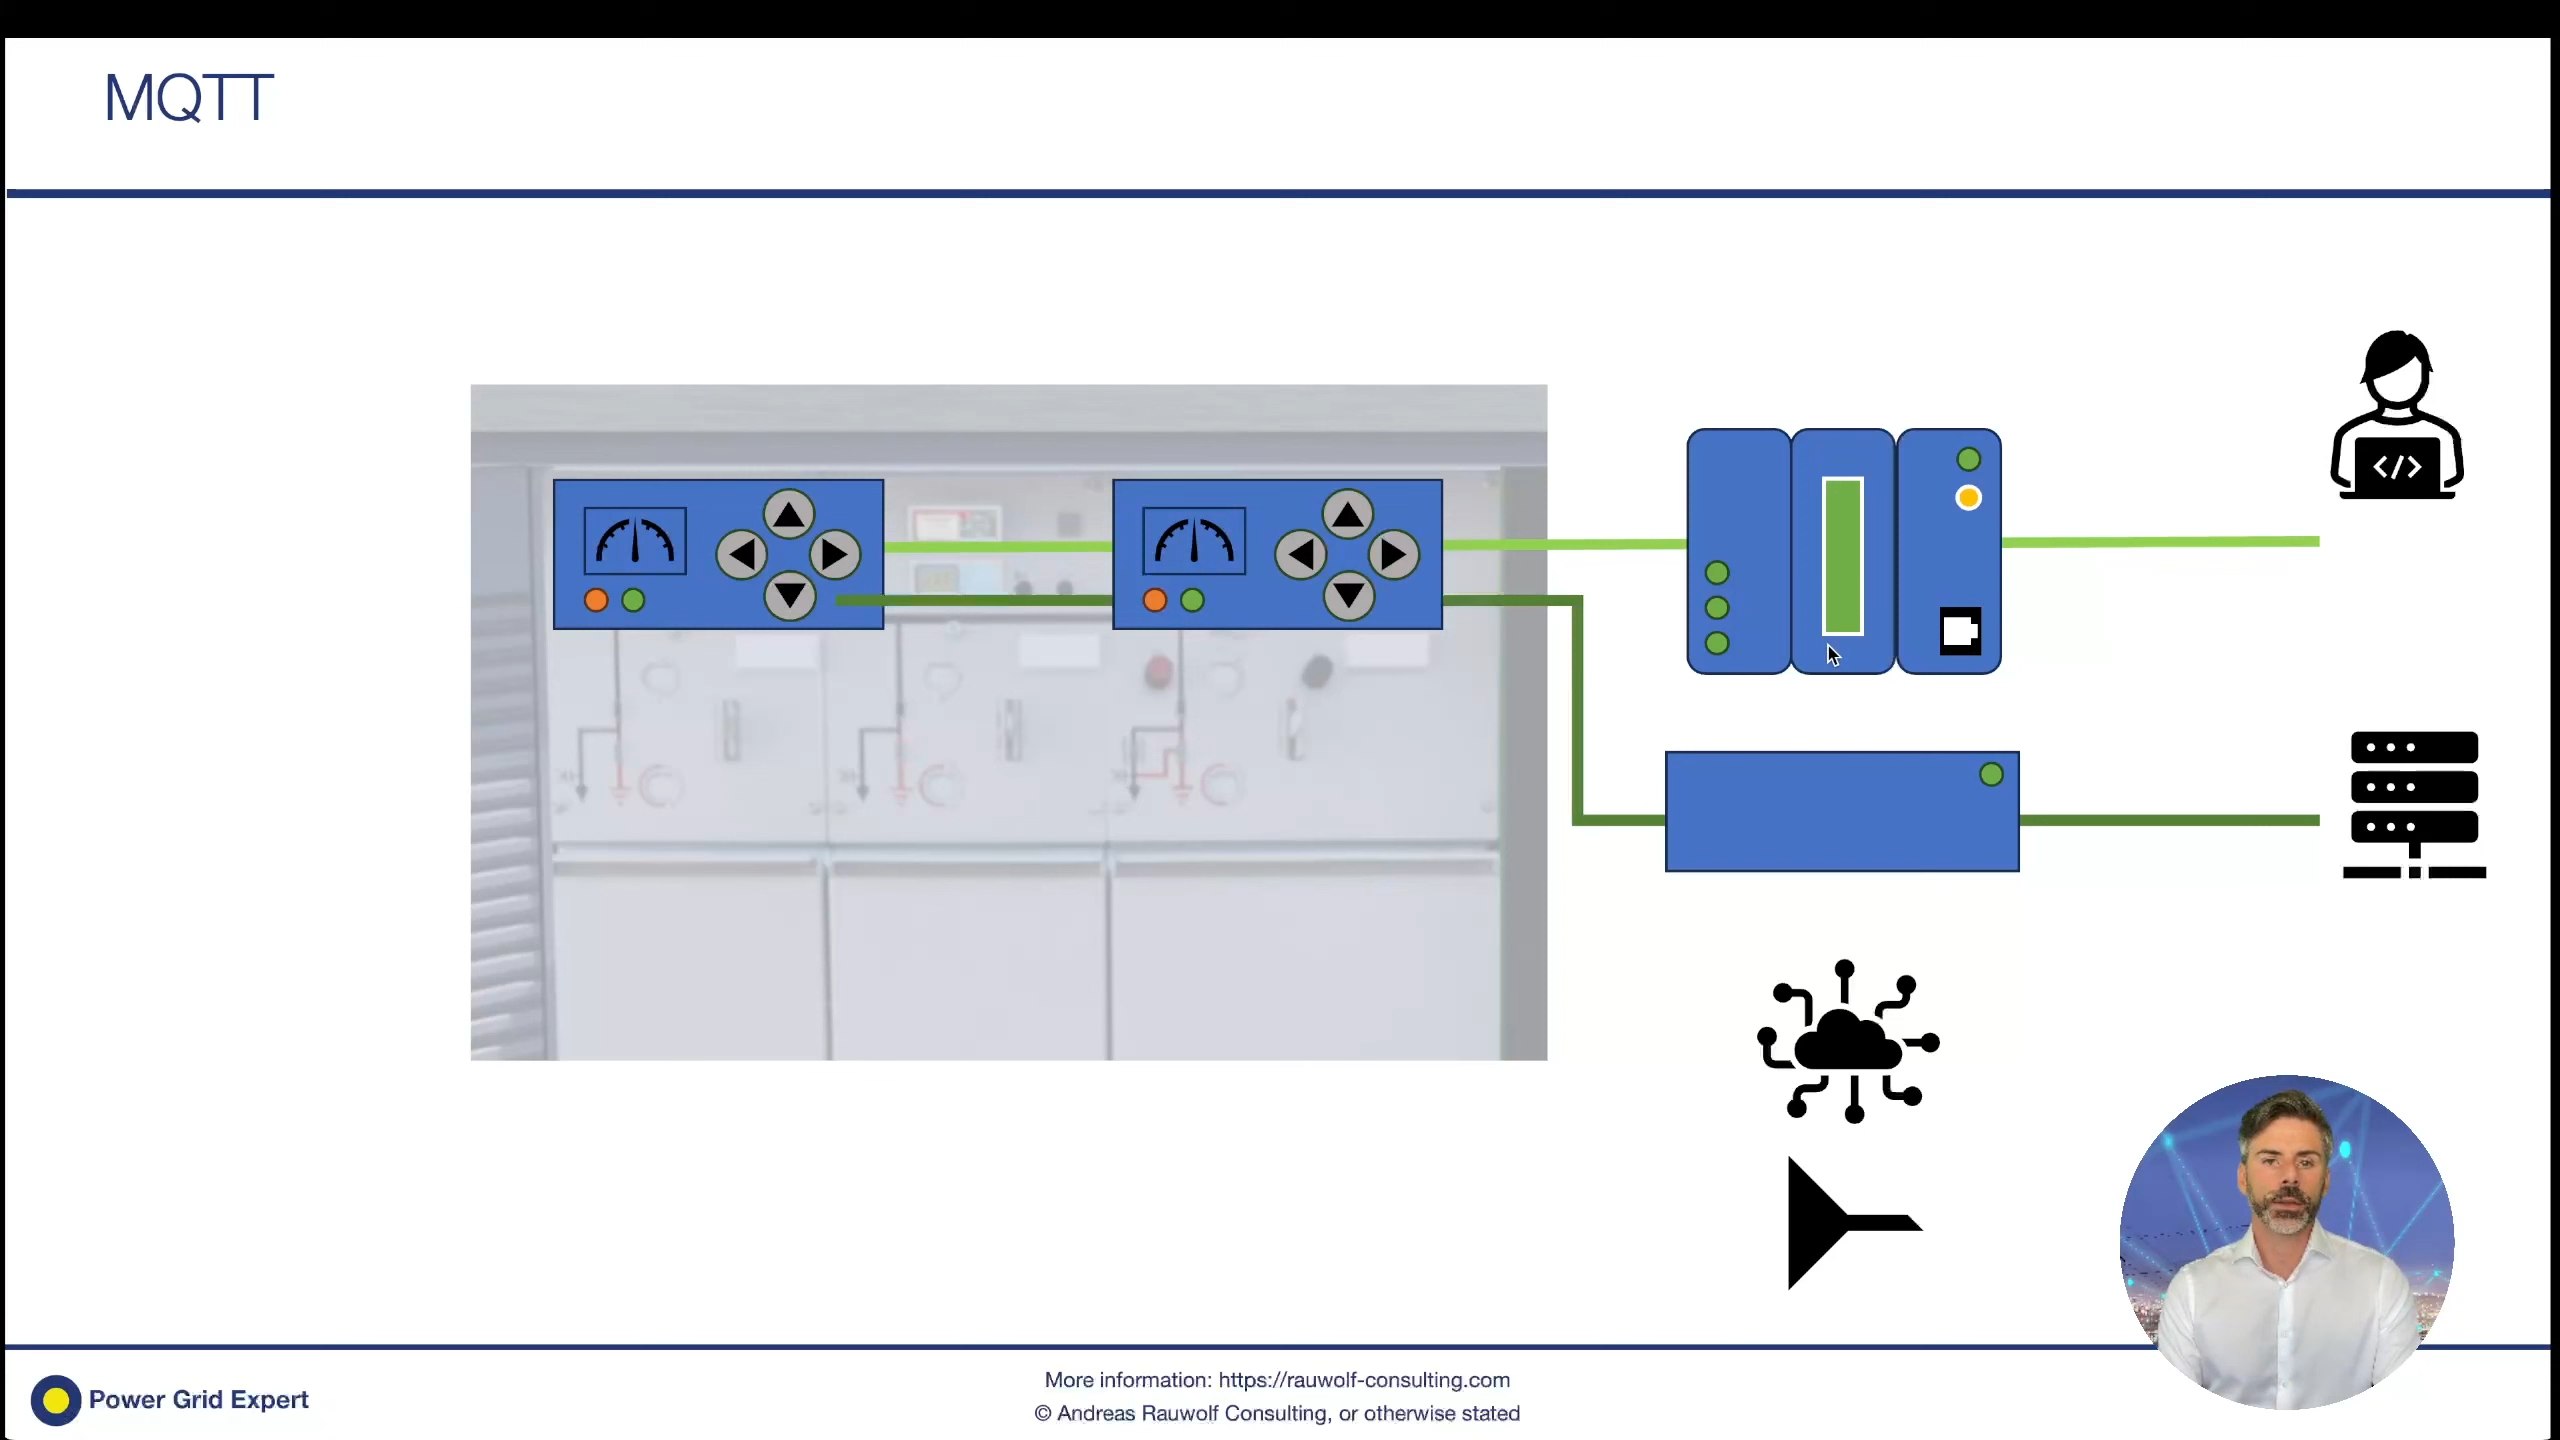 MQTT
</>
Power Grid Expert
More information: https://rauwolf-consulting.com
© Andreas Rauwolf Consulting, or otherwise stated